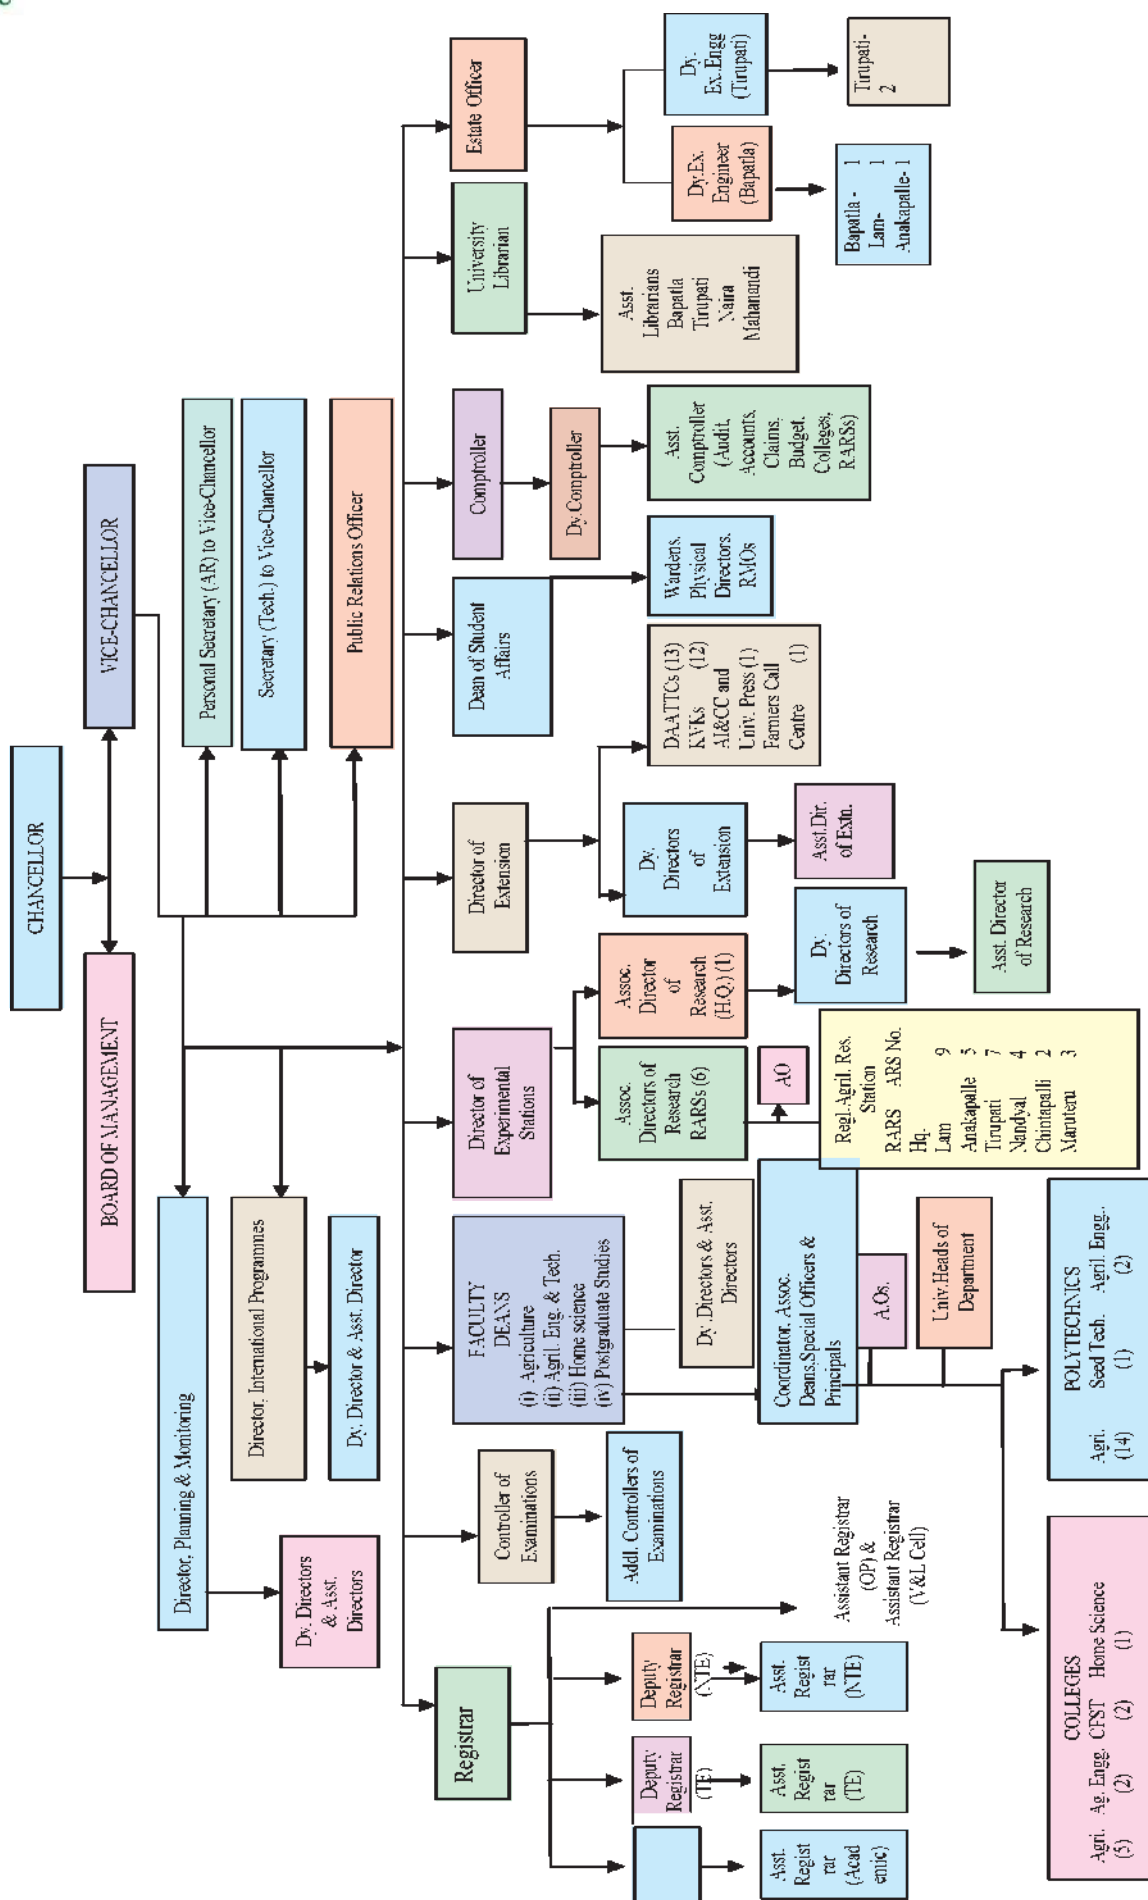 CHANCELLOR
BOARD OF MANAGEMENT
VICE-CHANCELLOR
Director, Planning & Monitoring
Personal Secretary (AR) to Vice-Chancellor
Director, International Programmes
Secretary (Tech.) to Vice-Chancellor
Dy. Directors
& Asst.
Directors
Dy. Director & Asst. Director
Public Relations Officer
Registrar
Controller of
Examinations
FACULTY
DEANS
(i) Agriculture
(ii) Agril. Eng. & Tech.
(iii) Home science
(iv) Postgraduate Studies
Director of
Experimental
Stations
Director of
Extension
Dean of Student
Affairs
Comptroller
University
Librarian
Estate Officer
Deputy
Registrar
(TE)
Deputy
Registrar
(NTE)
Addl. Controllers of
Examinations
Dy .Directors & Asst.
Directors
Assoc.
Directors of
Research
RARSs (6)
Assoc.
Director
of
Research
(H.Q.) (1)
Dy.
Directors
of
Extension
DAATTCs (13)
KVKs (12)
AI&CC and
Univ. Press (1)
Farmers Call
Centre (1)
Wardens,
Physical
Directors,
RMOs
Dy.Comptroller
Asst.
Comptroller
(Audit,
Accounts,
Claims,
Budget,
Colleges,
RARSs)
Asst.
Librarians
Bapatla
Tirupati
Naira
Mahanandi
Dy.Ex.
Engineer
(Bapatla)
Dy.
Ex.Engg
(Tirupati)
Asst.
Regist
rar
(Acad
emic)
Asst.
Regist
rar
(TE)
Asst.
Regist
rar
(NTE)
Assistant Registrar
(OP) &
Assistant Registrar
(V&L Cell)
Coordinator, Assoc.
Deans,Special Officers &
Principals
A.Os.
Univ.Heads of
Department
AO
Regl.Agril. Res.
Station
RARS ARS No.
Hq-
Lam 9
Anakapalle 5
Tirupati 7
Nandyal 4
Chintapalli 2
Maruteru 3
Dy.
Directors of
Research
Asst. Director
of Research
Asst.Dir.
of Extn.
Bapatla - 1
Lam- 1
Anakapalle- 1
Tirupati-
2
COLLEGES
Agri. Ag. Engg. CFST Home Science
(5) (2) (2) (1)
POLYTECHNICS
Agri. Seed Tech. Agril. Engg.,
(14) (1) (2)